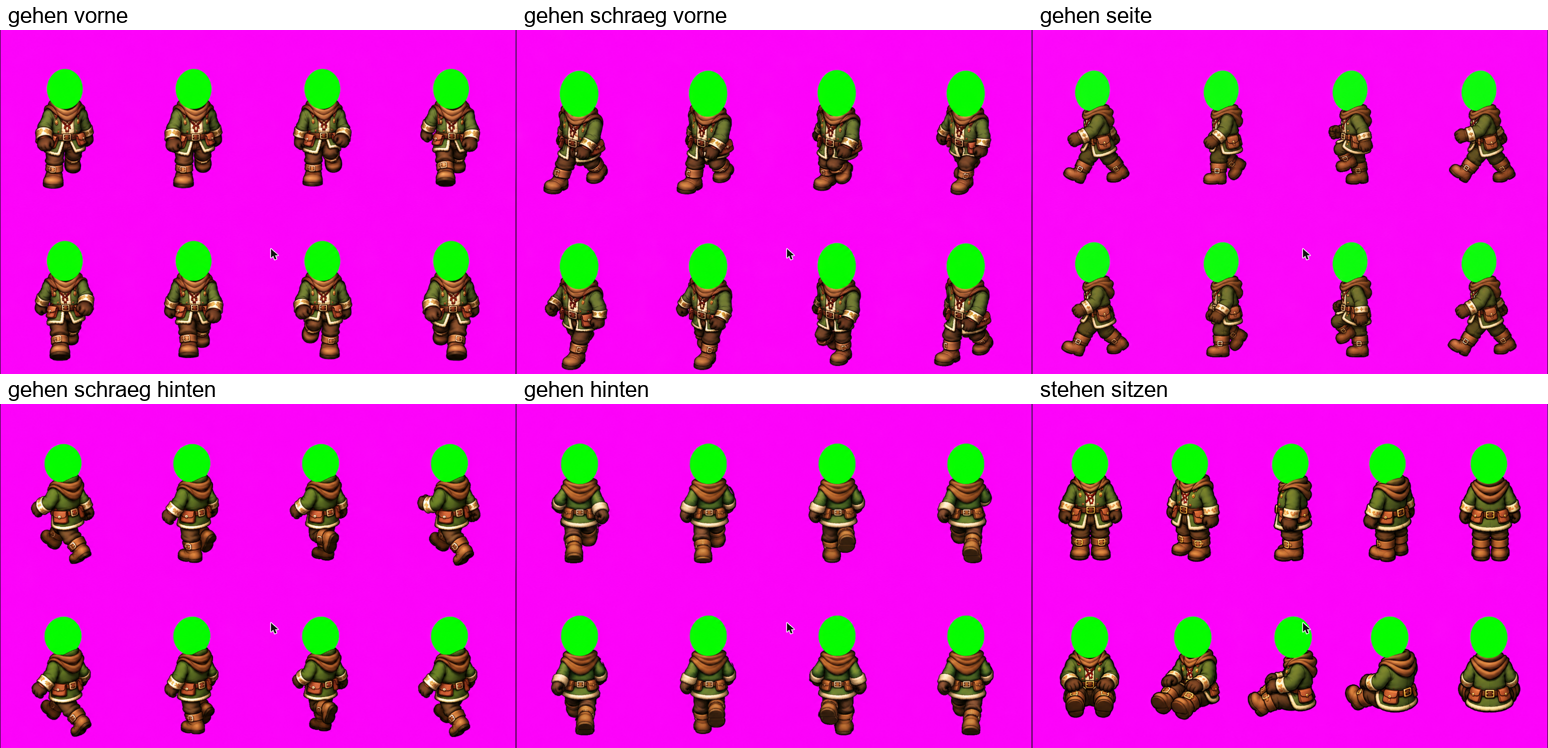 gehen vorne
gehen schraeg vorne
gehen seite
gehen schraeg hinten
gehen hinten
stehen sitzen